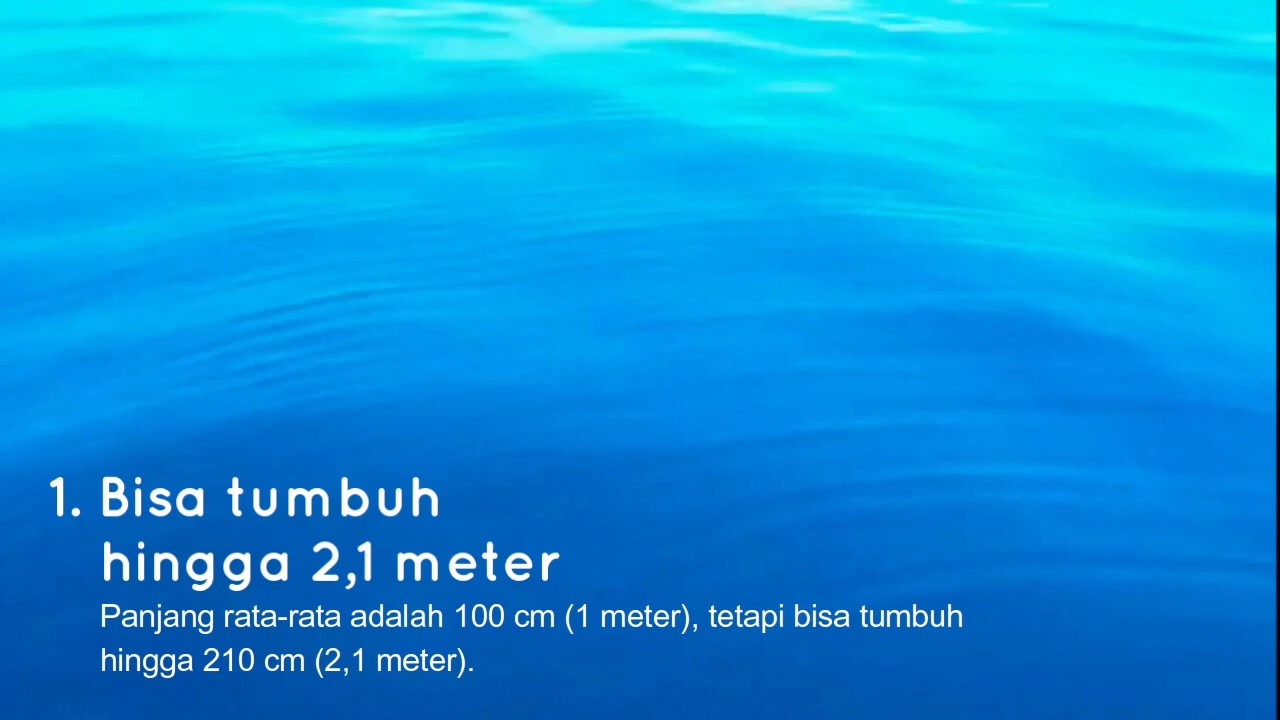 1. Bisa tumbuh
hingga 2,1 meter
Panjang rata-rata adalah 100 cm (1 meter), tetapi bisa tumbuh
hingga 210 cm (2,1 meter).